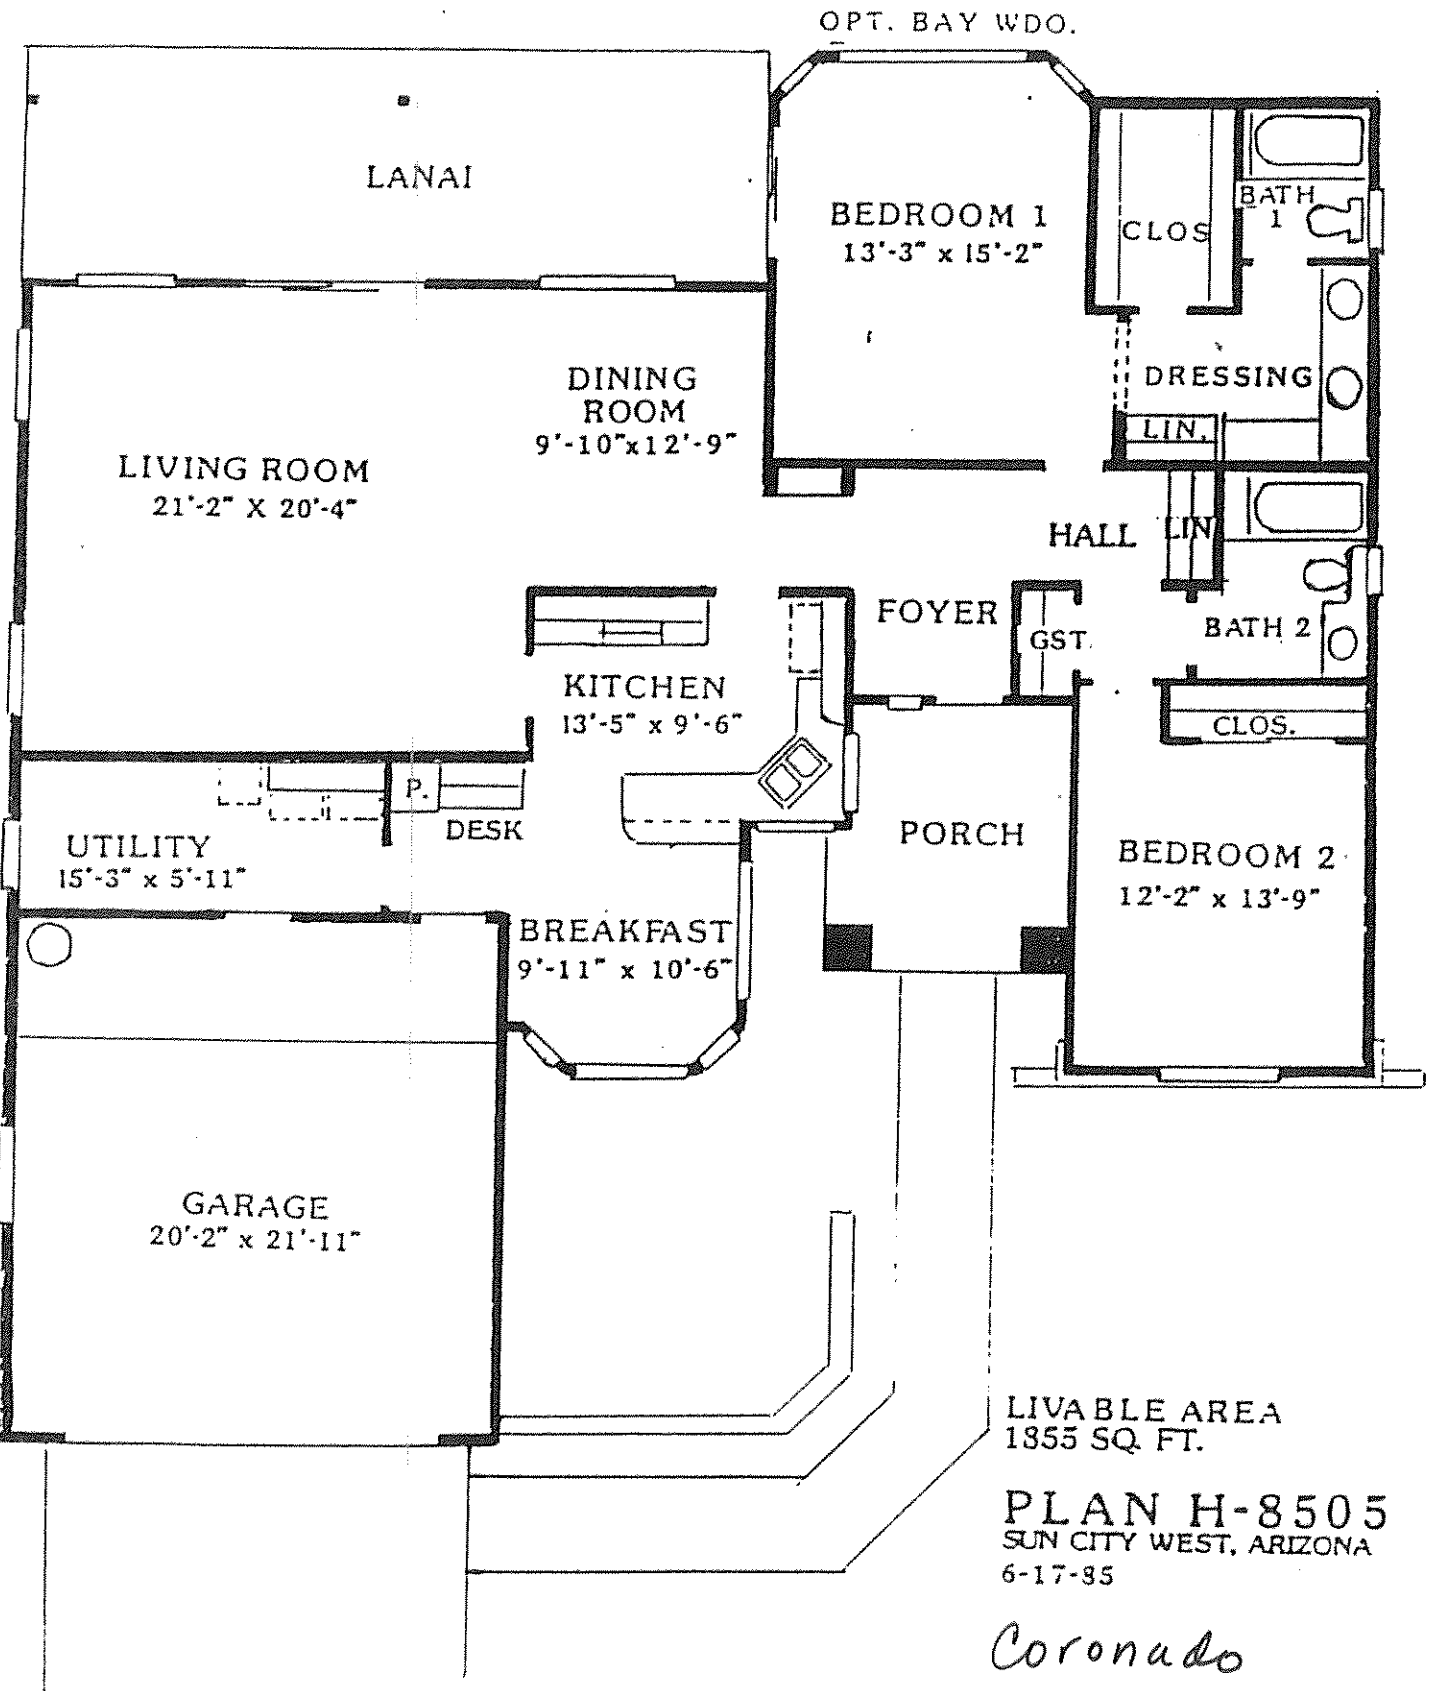 OPT. BAY WDO.
LANAI
BEDROOM 1
13'-3" x 15'-2"
CLOS
BATH
1
DRESSING
LIN.
DINING
ROOM
9'-10"x12'-9"
LIVING ROOM
21'-2" X 20'-4"
HALL
LIN
FOYER
GST.
BATH 2
KITCHEN
13'-5" x 9'-6"
CLOS.
P.
DESK
UTILITY
15'-3" x 5'-11"
PORCH
BEDROOM 2
12'-2" x 13'-9"
BREAKFAST
9'-11" x 10'-6"
GARAGE
20'-2" x 21'-11"
LIVABLE AREA
1855 SQ. FT.
PLAN H-8505
SUN CITY WEST, ARIZONA
6-17-85
Coronado